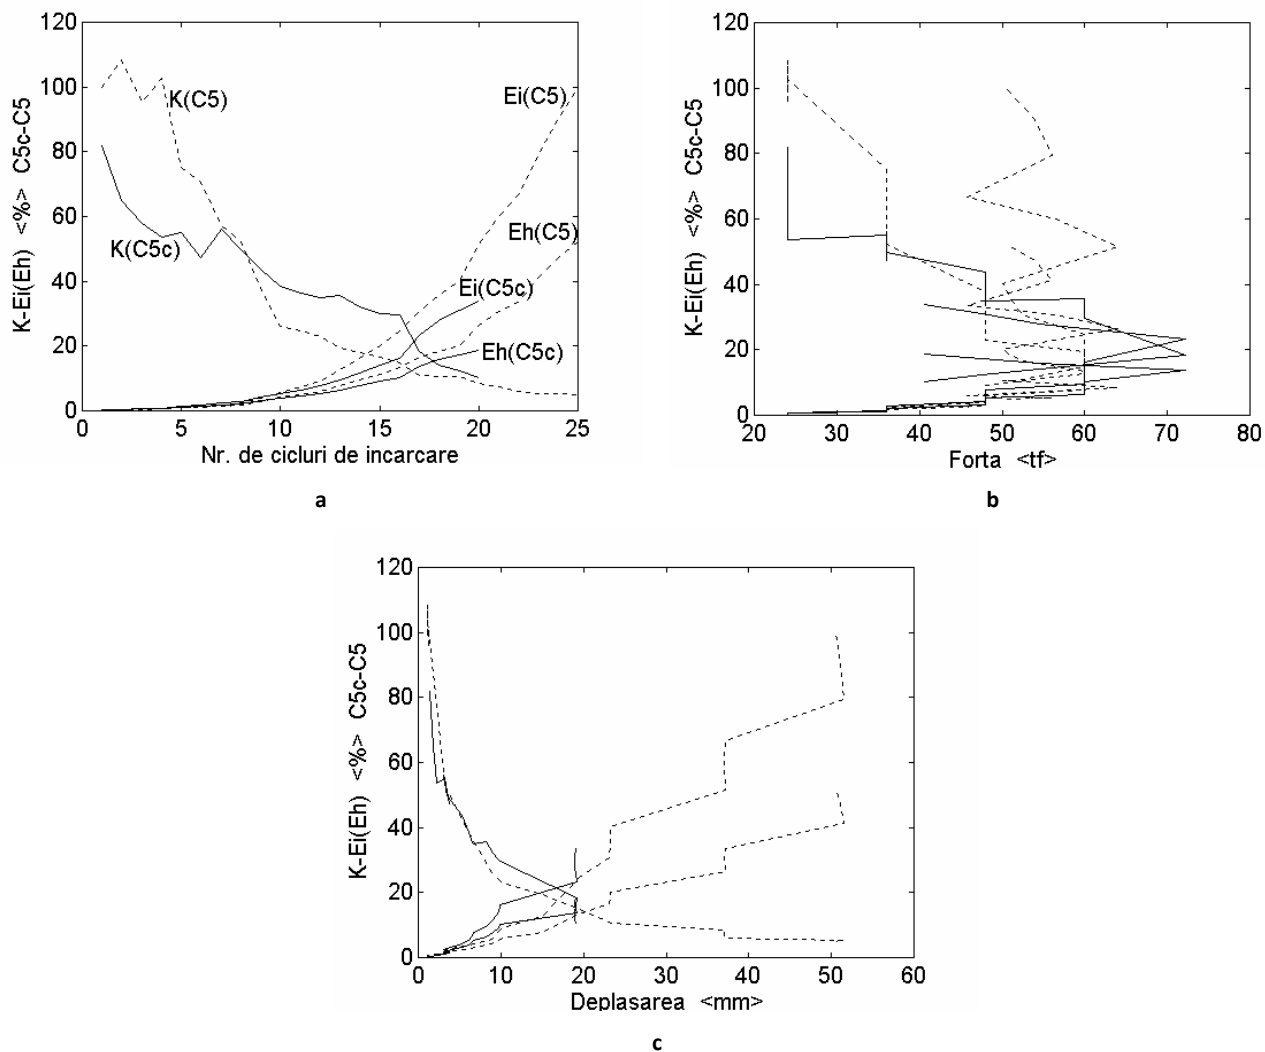 120
100
80
60
40
20
0
K-Ei(Eh) <%> C5c-C5
K(C5)
Ei(C5)
Eh(C5)
K(C5c)
Ei(C5c)
Eh(C5c)
0 5 10 15 20 25
Nr. de cicluri de incarcare
a
120
100
80
60
40
20
0
K-Ei(Eh) <%> C5c-C5
20 30 40 50 60 70 80
Forta <tf>
b
120
100
80
60
40
20
0
K-Ei(Eh) <%> C5c-C5
0 10 20 30 40 50 60
Deplasarea <mm>
c